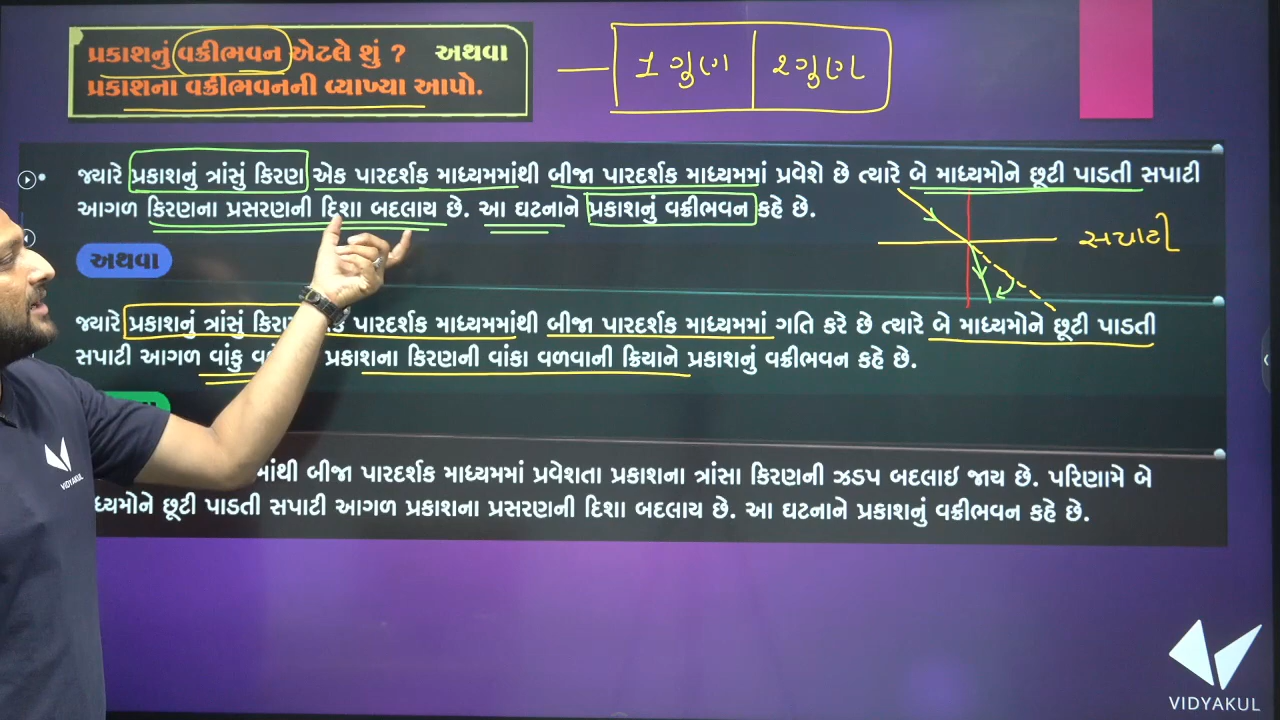 પ્રકાશનું વક્રીભવન એટલે શું ? અથવા
પ્રકાશના વક્રીભવનની વ્યાખ્યા આપો.
1 ગુણ 2 ગુણ
જ્યારે પ્રકાશનું ત્રાંસું કિરણ એક પારદર્શક માધ્યમમાંથી બીજા પારદર્શક માધ્યમમાં પ્રવેશે છે ત્યારે બે માધ્યમોને છૂટી પાડતી સપાટી
આગળ કિરણના પ્રસરણની દિશા બદલાય છે. આ ઘટનાને પ્રકાશનું વક્રીભવન કહે છે.
સપાટી
અથવા
જ્યારે પ્રકાશનું ત્રાંસું કિરણ પારદર્શક માધ્યમમાંથી બીજા પારદર્શક માધ્યમમાં ગતિ કરે છે ત્યારે બે માધ્યમોને છૂટી પાડતી
સપાટી આગળ વાંકુ પ્રકાશના કિરણની વાંકા વળવાની ક્રિયાને પ્રકાશનું વક્રીભવન કહે છે.
બીજા પારદર્શક માધ્યમમાં પ્રવેશતા પ્રકાશના ત્રાંસા કિરણની ઝડપ બદલાઇ જાય છે. પરિણામે બે
છૂટી પાડતી સપાટી આગળ પ્રકાશના પ્રસરણની દિશા બદલાય છે. આ ઘટનાને પ્રકાશનું વક્રીભવન કહે છે.
VIDYAKUL
VIDYAKUL